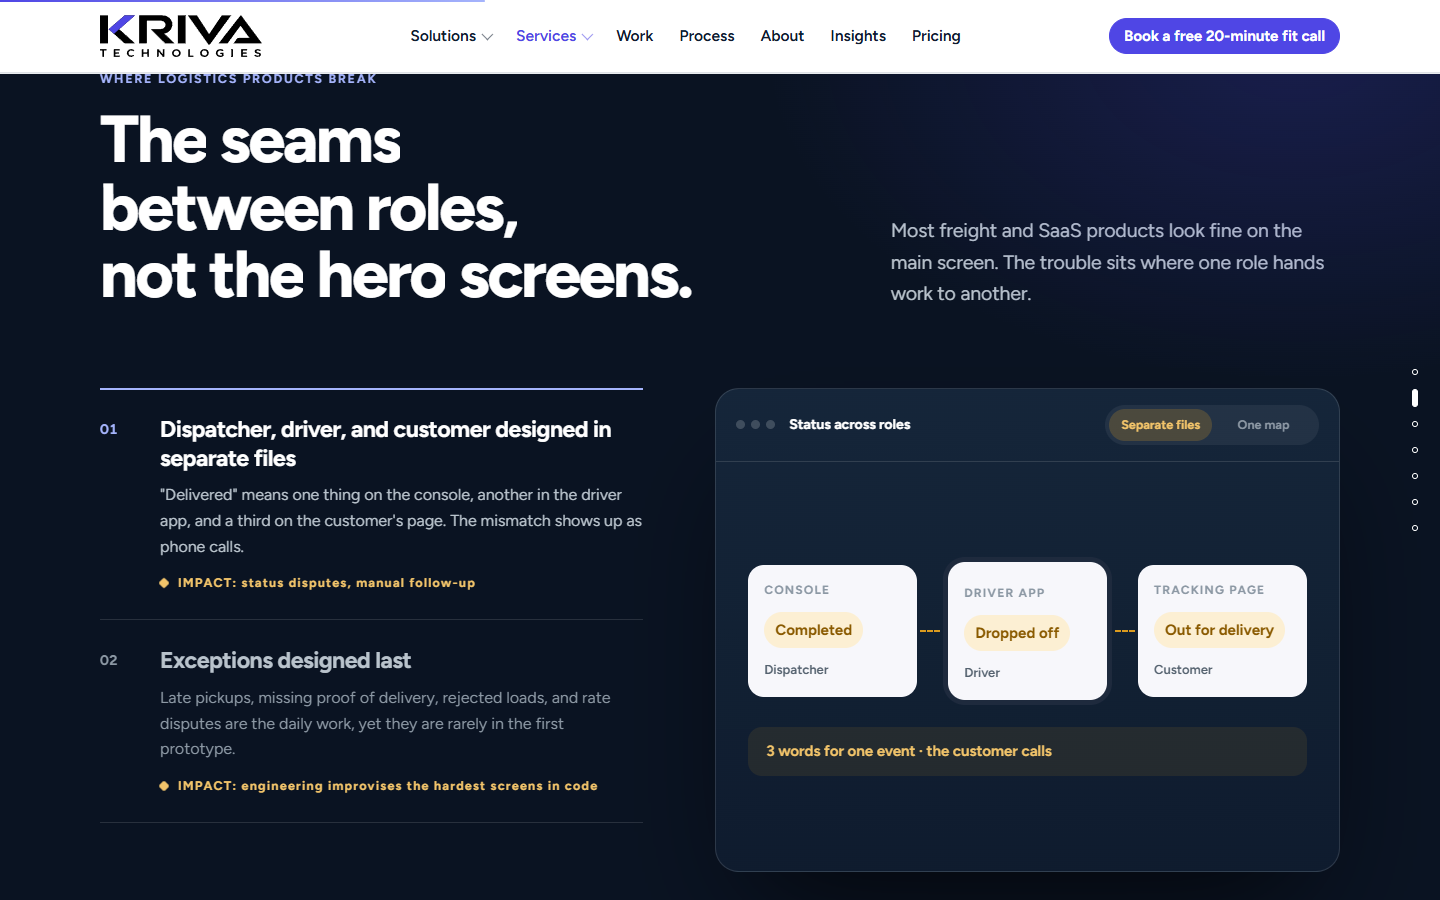 KRIVA
TECHNOLOGIES
Solutions
Services
Work
Process
About
Insights
Pricing
Book a free 20-minute fit call
WHERE LOGISTICS PRODUCTS BREAK
The seams
between roles,
not the hero screens.
Most freight and SaaS products look fine on the
main screen. The trouble sits where one role hands
work to another.
01
Dispatcher, driver, and customer designed in
separate files
"Delivered" means one thing on the console, another in the driver
app, and a third on the customer's page. The mismatch shows up as
phone calls.
IMPACT: status disputes, manual follow-up
02
Exceptions designed last
Late pickups, missing proof of delivery, rejected loads, and rate
disputes are the daily work, yet they are rarely in the first
prototype.
IMPACT: engineering improvises the hardest screens in code
Status across roles
Separate files
One map
CONSOLE
Completed
Dispatcher
DRIVER APP
Dropped off
Driver
TRACKING PAGE
Out for delivery
Customer
3 words for one event · the customer calls